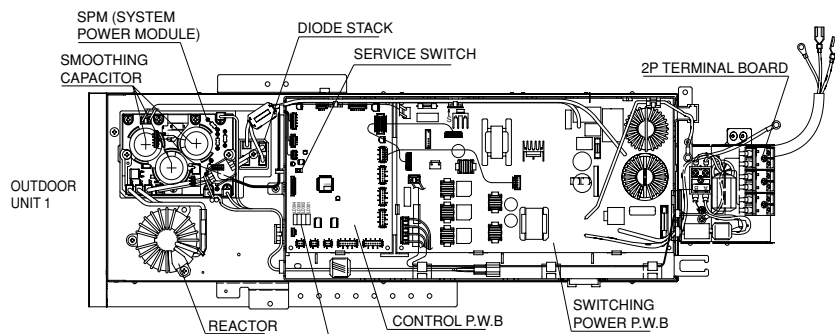 SPM (SYSTEM
POWER MODULE)
DIODE STACK
SMOOTHING
CAPACITOR
SERVICE SWITCH
2P TERMINAL BOARD
OUTDOOR
UNIT 1
REACTOR
CONTROL P.W.B
SWITCHING
POWER P.W.B